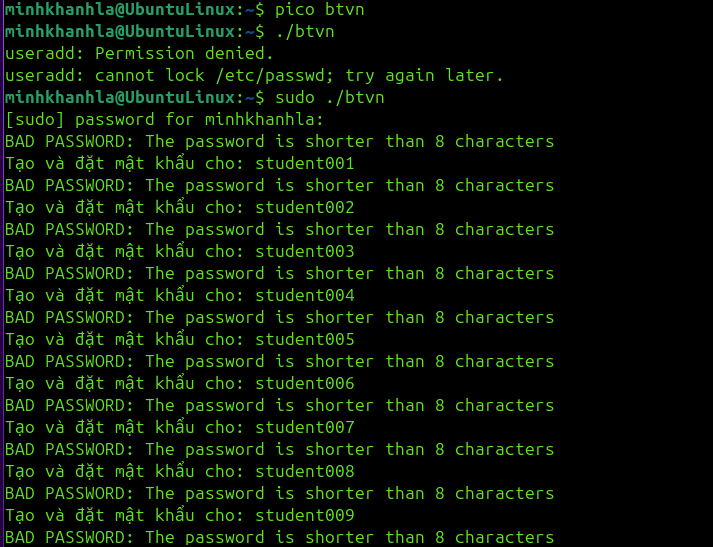 minhkhanhla@UbuntuLinux:~$ pico btvn
minhkhanhla@UbuntuLinux:~$ ./btvn
useradd: Permission denied.
useradd: cannot lock /etc/passwd; try again later.
minhkhanhla@UbuntuLinux:~$ sudo ./btvn
[sudo] password for minhkhanhla:
BAD PASSWORD: The password is shorter than 8 characters
Tạo và đặt mật khẩu cho: student001
BAD PASSWORD: The password is shorter than 8 characters
Tạo và đặt mật khẩu cho: student002
BAD PASSWORD: The password is shorter than 8 characters
Tạo và đặt mật khẩu cho: student003
BAD PASSWORD: The password is shorter than 8 characters
Tạo và đặt mật khẩu cho: student004
BAD PASSWORD: The password is shorter than 8 characters
Tạo và đặt mật khẩu cho: student005
BAD PASSWORD: The password is shorter than 8 characters
Tạo và đặt mật khẩu cho: student006
BAD PASSWORD: The password is shorter than 8 characters
Tạo và đặt mật khẩu cho: student007
BAD PASSWORD: The password is shorter than 8 characters
Tạo và đặt mật khẩu cho: student008
BAD PASSWORD: The password is shorter than 8 characters
Tạo và đặt mật khẩu cho: student009
BAD PASSWORD: The password is shorter than 8 characters